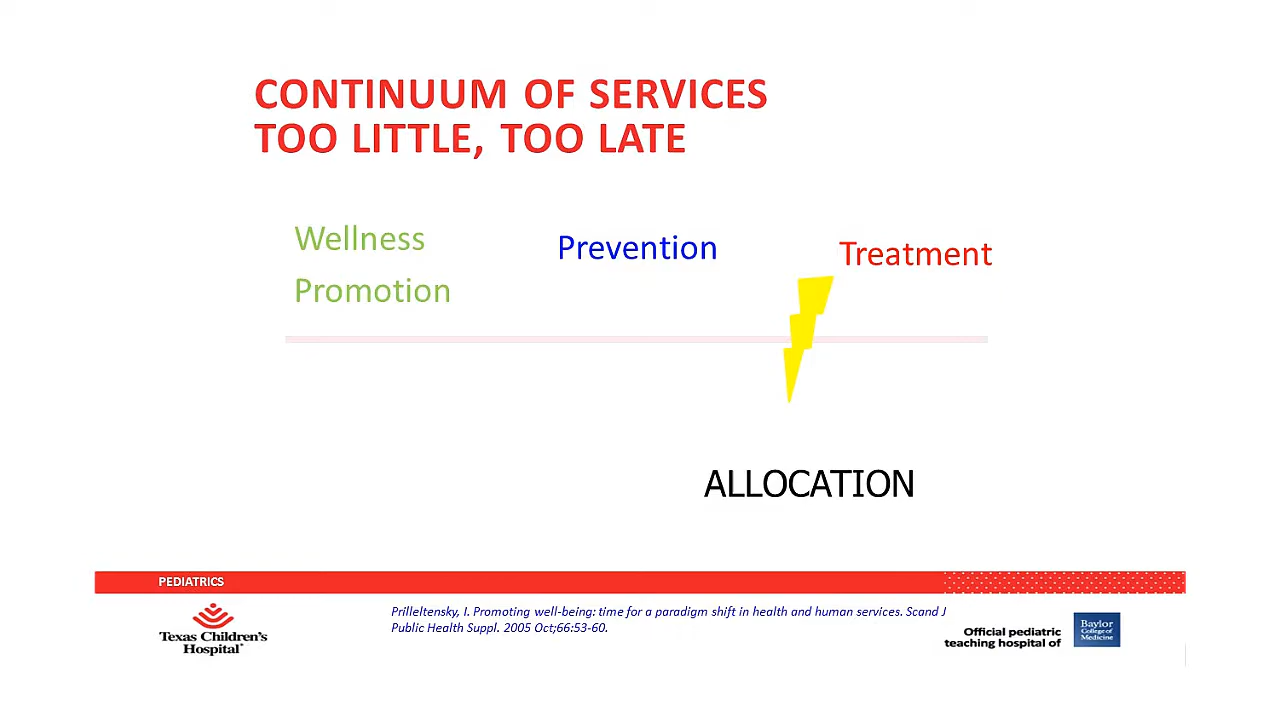 CONTINUUM OF SERVICES
TOO LITTLE, TOO LATE
Wellness
Promotion
Prevention
Treatment
ALLOCATION
PEDIATRICS
Texas Children's
Hospital
Prilleltensky, I. Promoting well-being: time for a paradigm shift in health and human services. Scand J
Public Health Suppl. 2005 Oct;66:53-60.
Official pediatric
teaching hospital of
Baylor
College of
Medicine